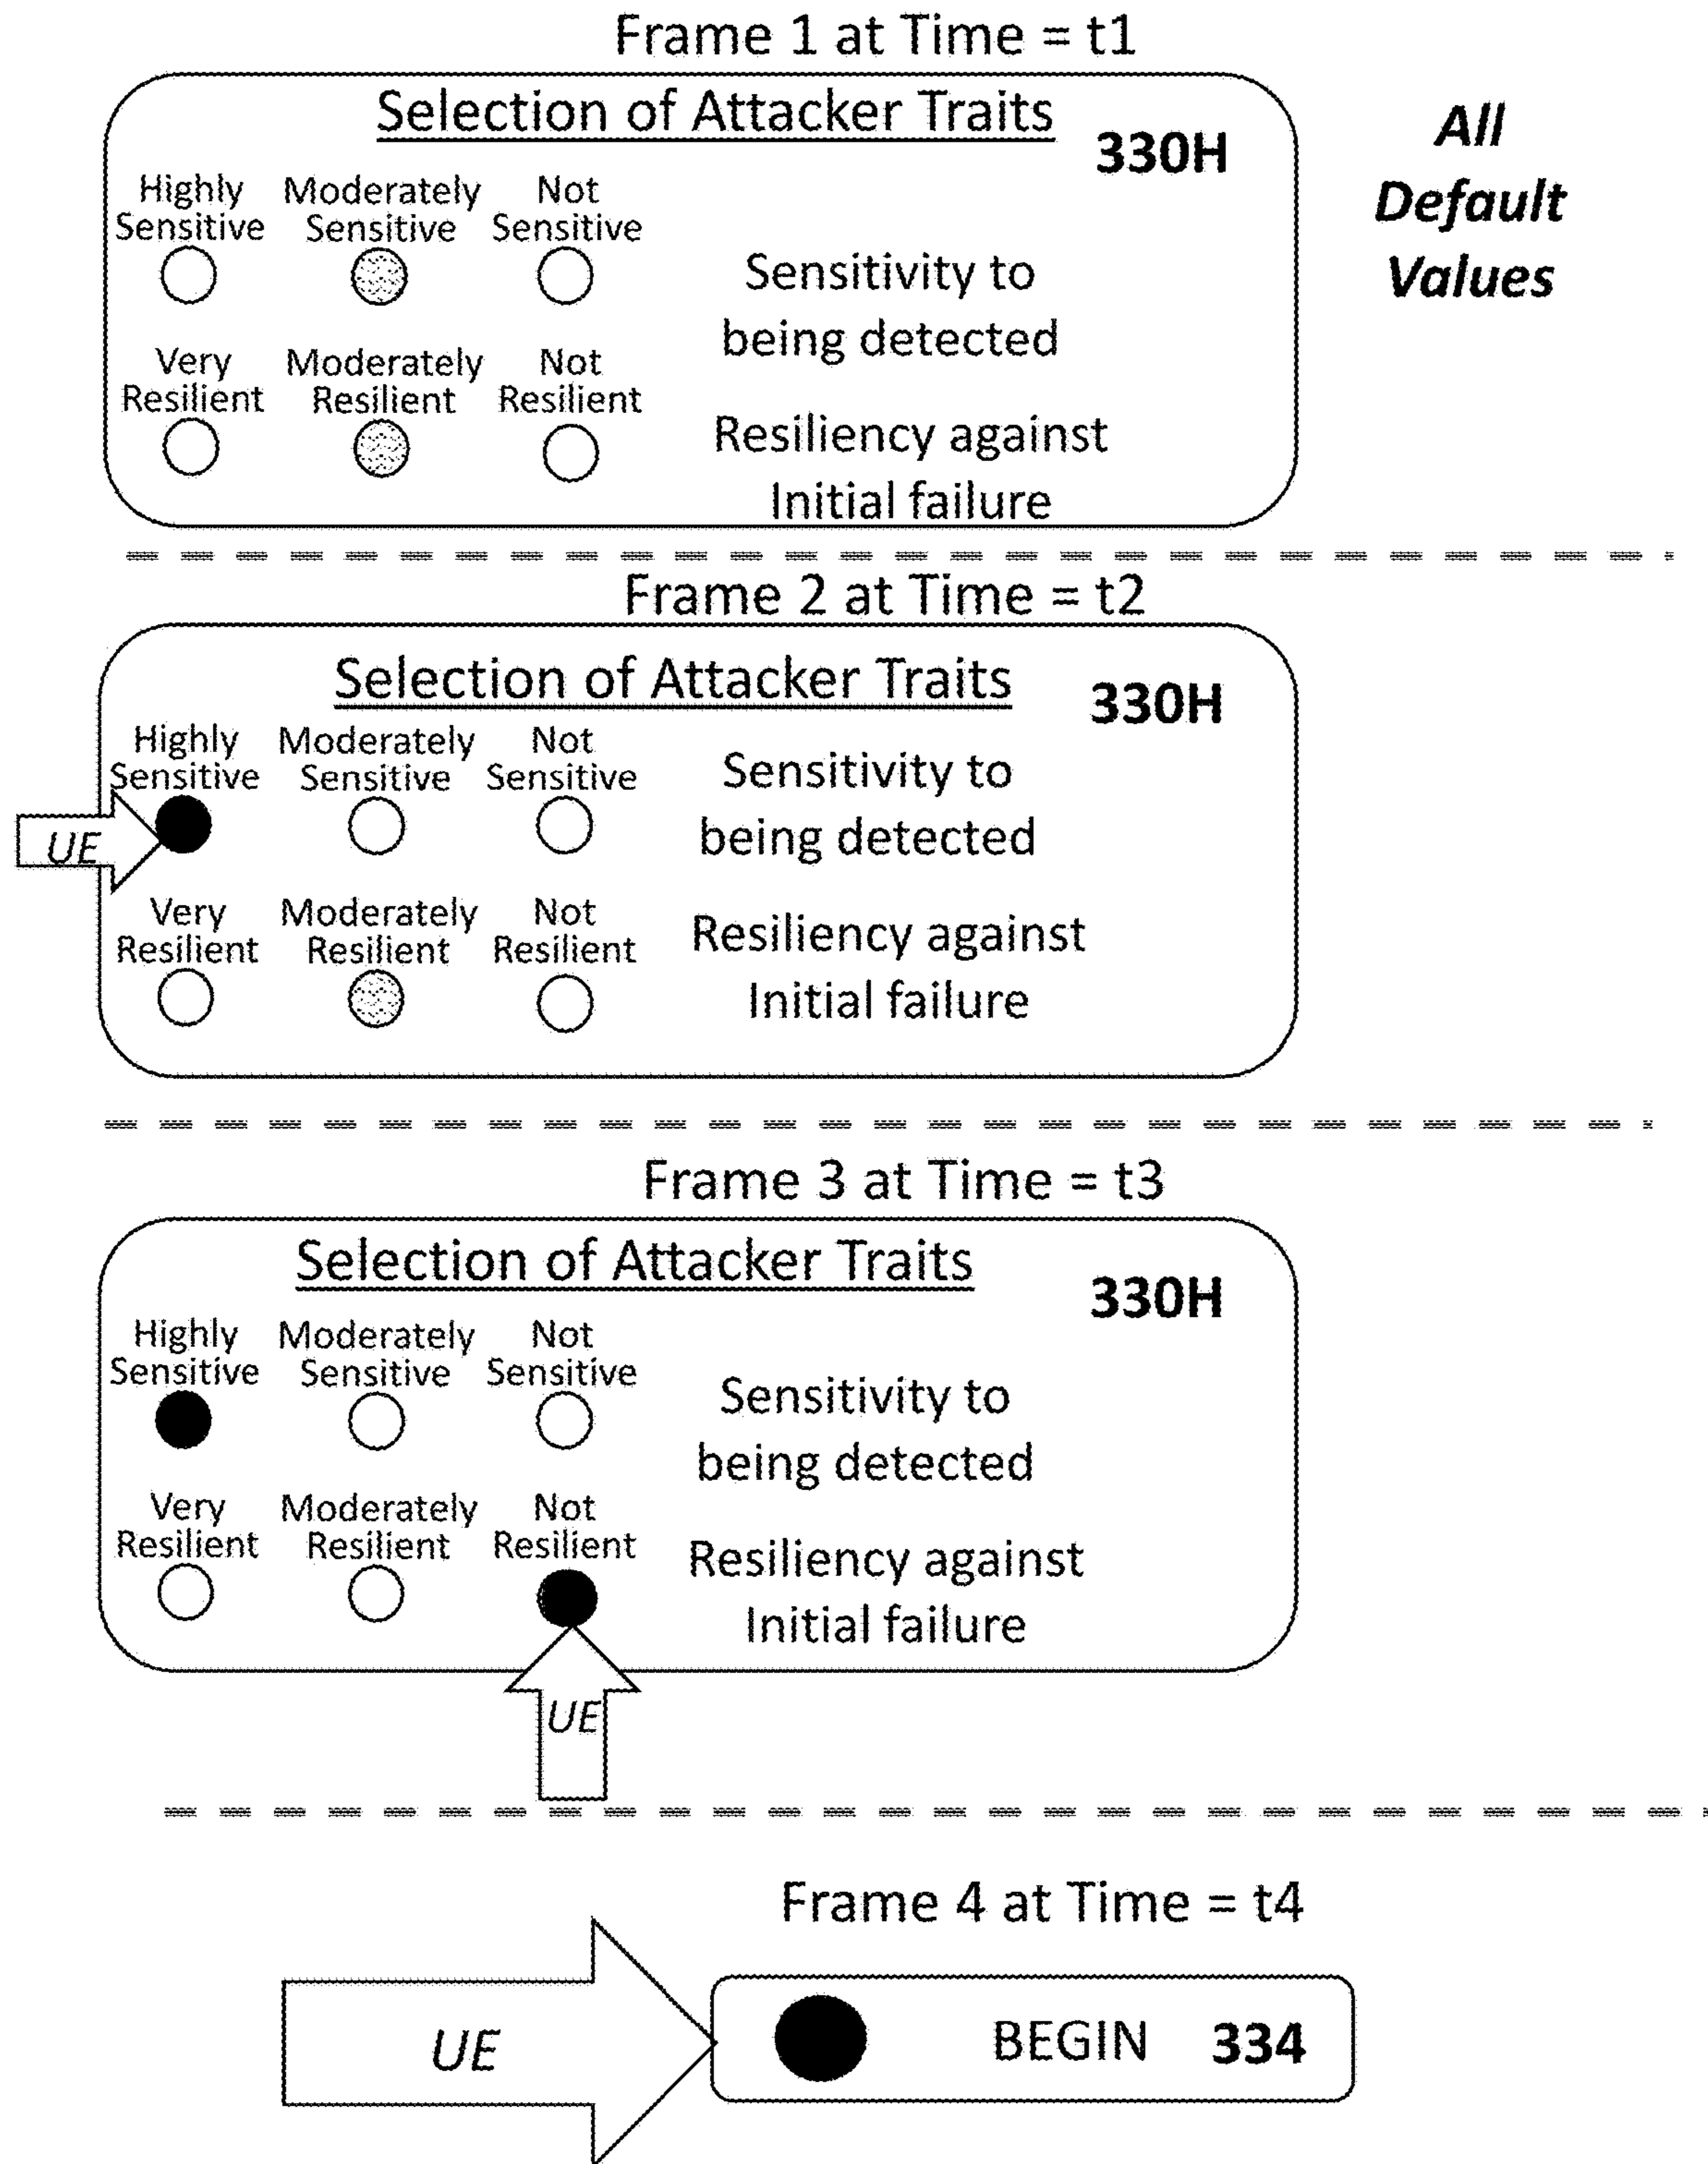 Frame 1 at Time = t1
Selection of Attacker Traits
330H
All
Default
Values
Highly Moderately Not
Sensitive Sensitive Sensitive
Sensitivity to
being detected
Very Moderately Not
Resilient Resilient Resilient
Resiliency against
Initial failure
Frame 2 at Time = t2
Selection of Attacker Traits
330H
Highly Moderately Not
Sensitive Sensitive Sensitive
Sensitivity to
being detected
UE
Very Moderately Not
Resilient Resilient Resilient
Resiliency against
Initial failure
Frame 3 at Time = t3
Selection of Attacker Traits
330H
Highly Moderately Not
Sensitive Sensitive Sensitive
Sensitivity to
being detected
Very Moderately Not
Resilient Resilient Resilient
Resiliency against
Initial failure
UE
Frame 4 at Time = t4
UE
BEGIN 334